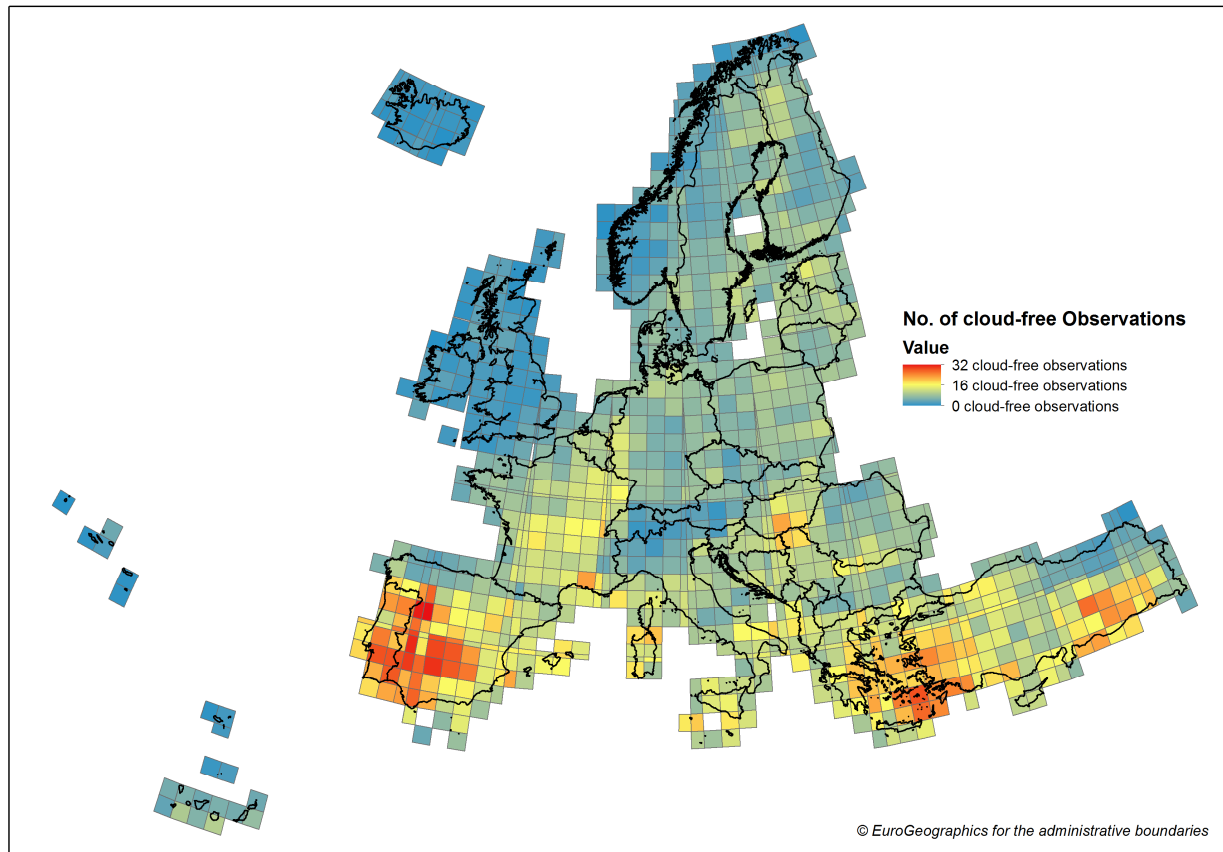 No. of cloud-free Observations
Value
32 cloud-free observations
16 cloud-free observations
0 cloud-free observations
© EuroGeographics for the administrative boundaries